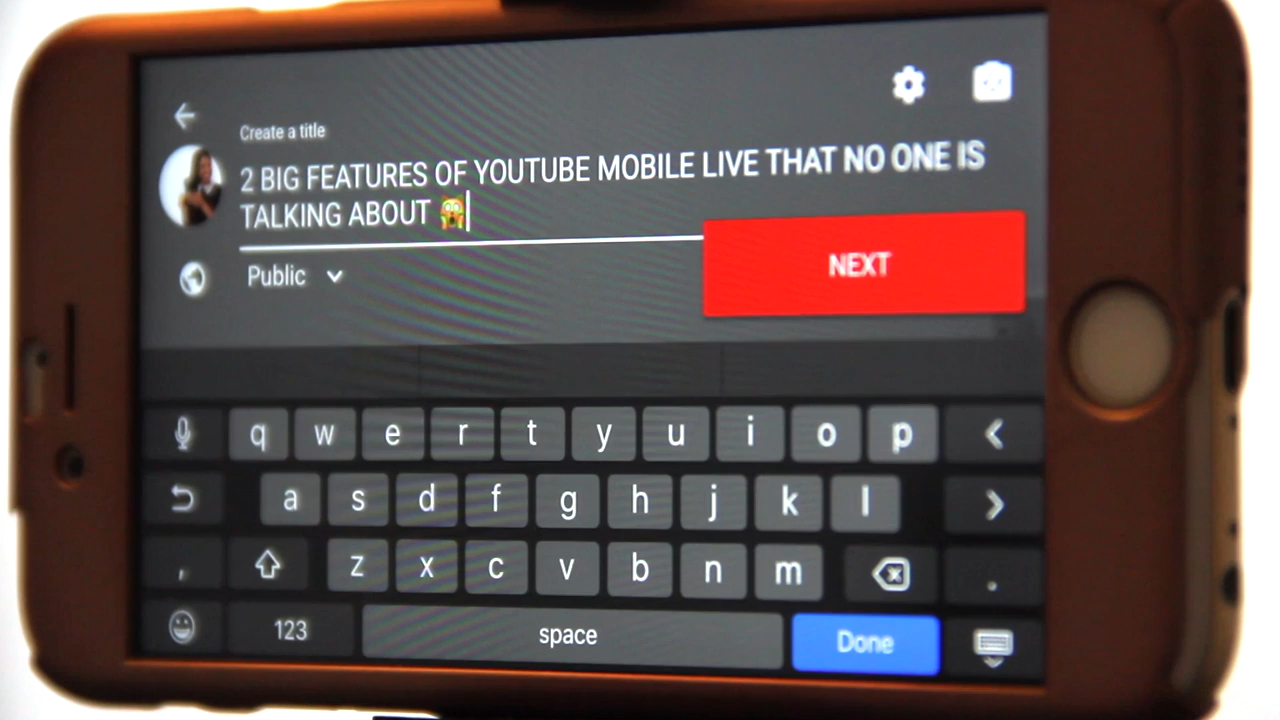 Create a title
2 BIG FEATURES OF YOUTUBE MOBILE LIVE THAT NO ONE IS
TALKING ABOUT 🙀
Public
NEXT
q w e r t y u i o p
a s d f g h j k l
, z x c v b n m .
123 space Done